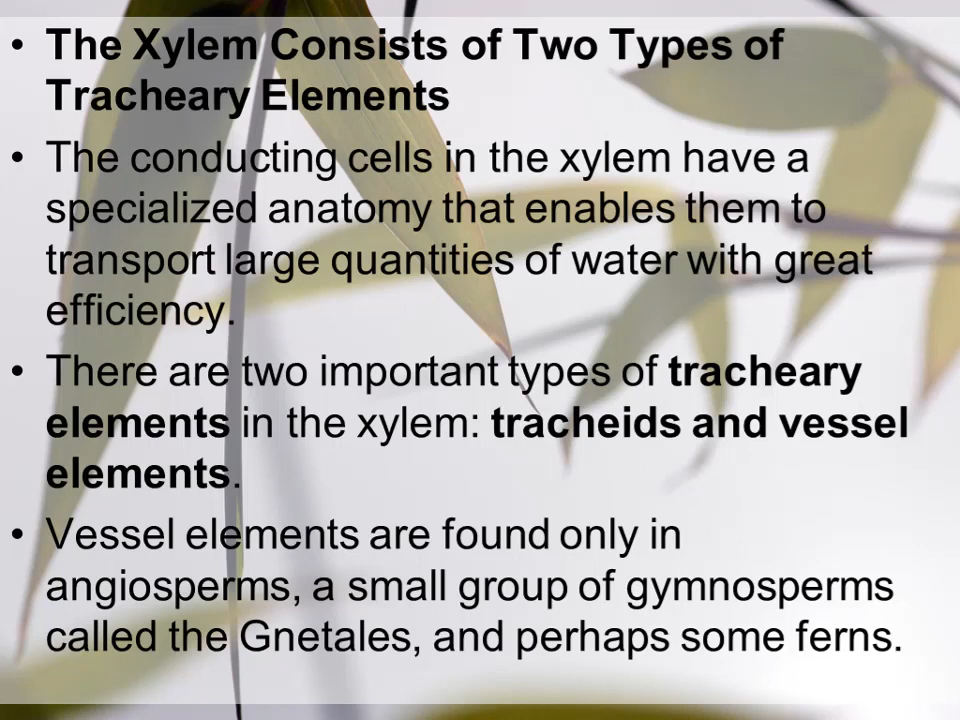 • The Xylem Consists of Two Types of
Tracheary Elements
• The conducting cells in the xylem have a
specialized anatomy that enables them to
transport large quantities of water with great
efficiency.
• There are two important types of tracheary
elements in the xylem: tracheids and vessel
elements.
• Vessel elements are found only in
angiosperms, a small group of gymnosperms
called the Gnetales, and perhaps some ferns.